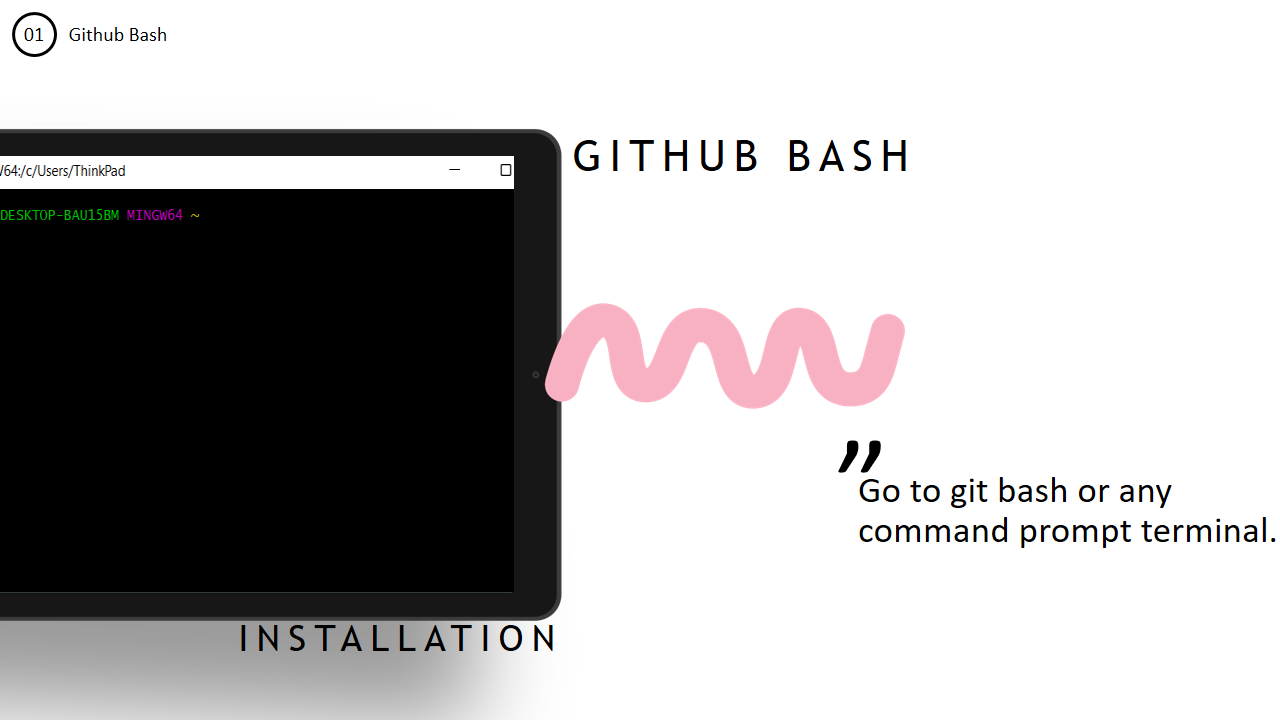 01 Github Bash
GITHUB BASH
W64:/c/Users/ThinkPad
DESKTOP-BAU15BM MINGW64 ~
”
Go to git bash or any
command prompt terminal.
INSTALLATION